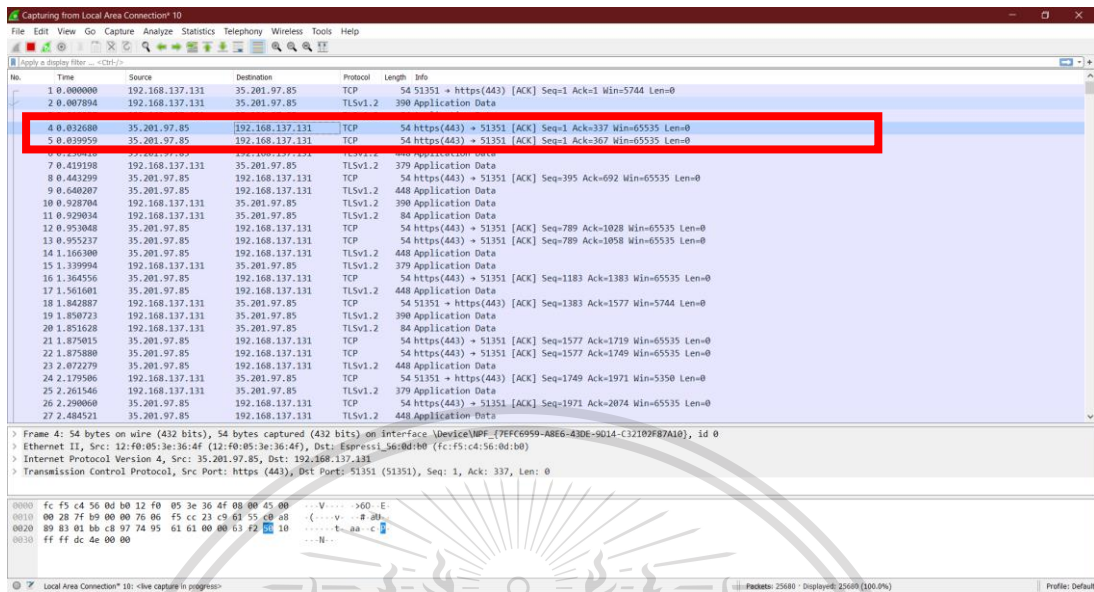 Capturing from Local Area Connection* 10
File Edit View Go Capture Analyze Statistics Telephony Wireless Tools Help
Apply a display filter ... <Ctrl-/>
No. Time Source Destination Protocol Length Info
1 0.000000 192.168.137.131 35.201.97.85 TCP 54 51351 → https(443) [ACK] Seq=1 Ack=1 Win=5744 Len=0
2 0.007894 192.168.137.131 35.201.97.85 TLSv1.2 390 Application Data
4 0.032680 35.201.97.85 192.168.137.131 TCP 54 https(443) → 51351 [ACK] Seq=1 Ack=337 Win=65535 Len=0
5 0.039959 35.201.97.85 192.168.137.131 TCP 54 https(443) → 51351 [ACK] Seq=1 Ack=367 Win=65535 Len=0
6 0.236418 35.201.97.85 192.168.137.131 TLSv1.2 448 Application Data
7 0.419198 192.168.137.131 35.201.97.85 TLSv1.2 379 Application Data
8 0.443299 35.201.97.85 192.168.137.131 TCP 54 https(443) → 51351 [ACK] Seq=395 Ack=692 Win=65535 Len=0
9 0.640207 35.201.97.85 192.168.137.131 TLSv1.2 448 Application Data
10 0.928704 192.168.137.131 35.201.97.85 TLSv1.2 390 Application Data
11 0.929034 192.168.137.131 35.201.97.85 TLSv1.2 84 Application Data
12 0.953048 35.201.97.85 192.168.137.131 TCP 54 https(443) → 51351 [ACK] Seq=789 Ack=1028 Win=65535 Len=0
13 0.955237 35.201.97.85 192.168.137.131 TCP 54 https(443) → 51351 [ACK] Seq=789 Ack=1058 Win=65535 Len=0
14 1.166300 35.201.97.85 192.168.137.131 TLSv1.2 448 Application Data
15 1.339994 192.168.137.131 35.201.97.85 TLSv1.2 379 Application Data
16 1.364556 35.201.97.85 192.168.137.131 TCP 54 https(443) → 51351 [ACK] Seq=1183 Ack=1383 Win=65535 Len=0
17 1.561601 35.201.97.85 192.168.137.131 TLSv1.2 448 Application Data
18 1.842887 192.168.137.131 35.201.97.85 TCP 54 51351 → https(443) [ACK] Seq=1383 Ack=1577 Win=5744 Len=0
19 1.850723 192.168.137.131 35.201.97.85 TLSv1.2 390 Application Data
20 1.851628 192.168.137.131 35.201.97.85 TLSv1.2 84 Application Data
21 1.875015 35.201.97.85 192.168.137.131 TCP 54 https(443) → 51351 [ACK] Seq=1577 Ack=1719 Win=65535 Len=0
22 1.875880 35.201.97.85 192.168.137.131 TCP 54 https(443) → 51351 [ACK] Seq=1577 Ack=1749 Win=65535 Len=0
23 2.072279 35.201.97.85 192.168.137.131 TLSv1.2 448 Application Data
24 2.179506 192.168.137.131 35.201.97.85 TCP 54 51351 → https(443) [ACK] Seq=1749 Ack=1971 Win=5350 Len=0
25 2.261546 192.168.137.131 35.201.97.85 TLSv1.2 379 Application Data
26 2.290060 35.201.97.85 192.168.137.131 TCP 54 https(443) → 51351 [ACK] Seq=1971 Ack=2074 Win=65535 Len=0
27 2.484521 35.201.97.85 192.168.137.131 TLSv1.2 448 Application Data
> Frame 4: 54 bytes on wire (432 bits), 54 bytes captured (432 bits) on interface \Device\NPF_{7EFC6959-A8E6-43DE-9D14-C32102F87A10}, id 0
> Ethernet II, Src: 12:f0:05:3e:36:4f (12:f0:05:3e:36:4f), Dst: Espressi_56:0d:b0 (fc:f5:c4:56:0d:b0)
> Internet Protocol Version 4, Src: 35.201.97.85, Dst: 192.168.137.131
> Transmission Control Protocol, Src Port: https (443), Dst Port: 51351 (51351), Seq: 1, Ack: 337, Len: 0
0000 fc f5 c4 56 0d b0 12 f0 05 3e 36 4f 08 00 45 00 ···V···· ·>6O··E·
0010 00 28 7f b9 00 00 76 06 f5 cc 23 c9 61 55 c0 a8 ·(····v· ··#·aU··
0020 89 83 01 bb c8 97 74 95 61 61 00 00 63 f2 50 10 ······t· aa··c·P·
0030 ff ff dc 4e 00 00 ···N··
Local Area Connection* 10: <live capture in progress> Packets: 25680 · Displayed: 25680 (100.0%) Profile: Default